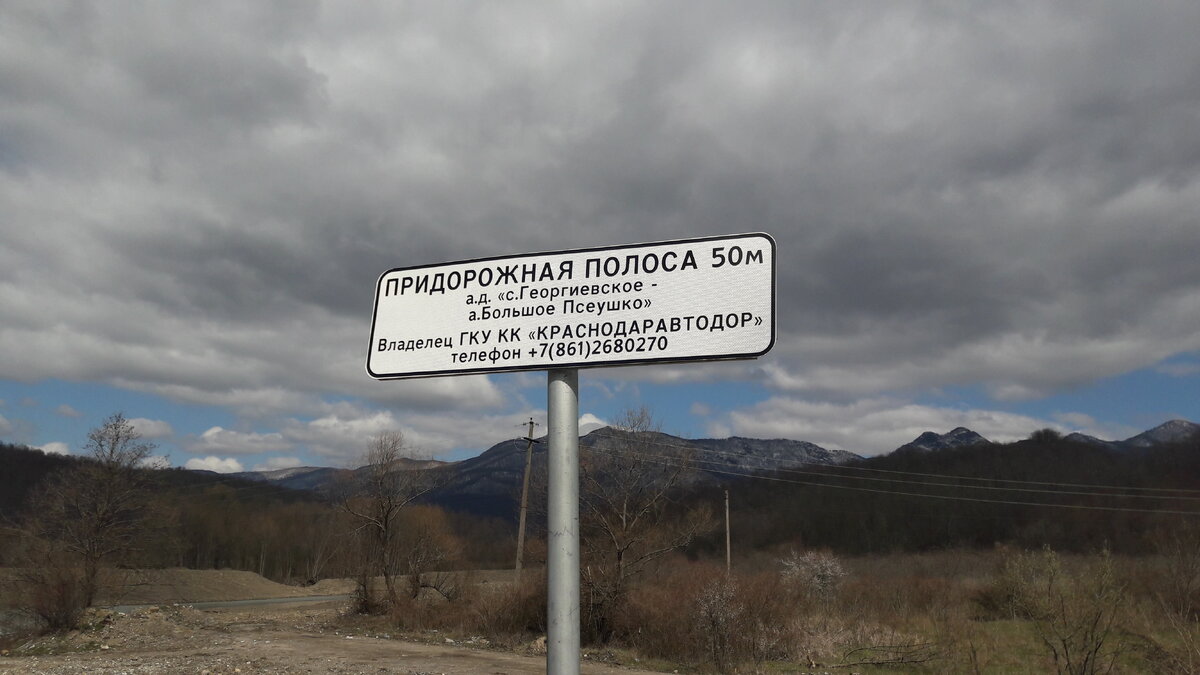 ПРИДОРОЖНАЯ ПОЛОСА 50м
а.д. «с.Георгиевское -
а.Большое Псеушко»
Владелец ГКУ КК «КРАСНОДАРАВТОДОР»
телефон +7(861)2680270